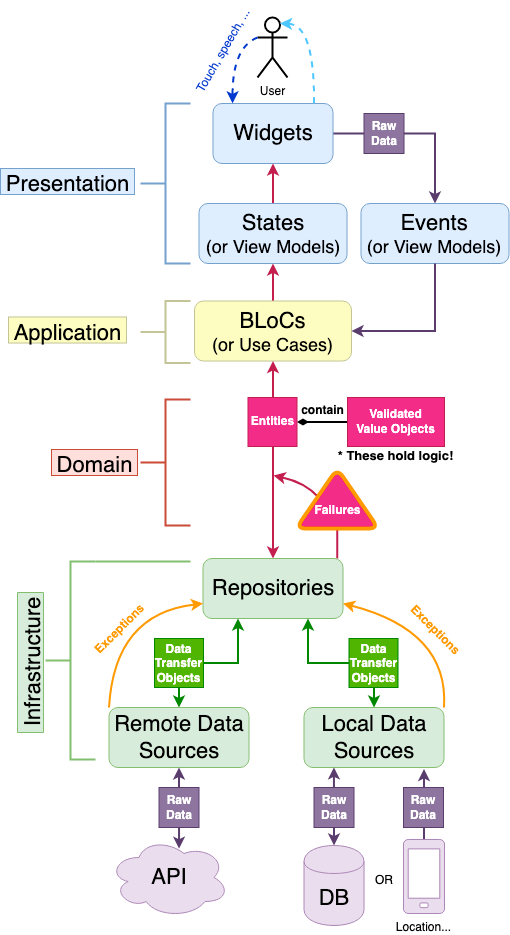 Touch, speech, ...
User
Widgets
Raw
Data
Presentation
States
(or View Models)
Events
(or View Models)
Application
BLoCs
(or Use Cases)
Entities
contain
Validated
Value Objects
* These hold logic!
Domain
Failures
Infrastructure
Repositories
Exceptions
Exceptions
Data
Transfer
Objects
Data
Transfer
Objects
Remote Data
Sources
Local Data
Sources
Raw
Data
Raw
Data
Raw
Data
API
DB
OR
Location...